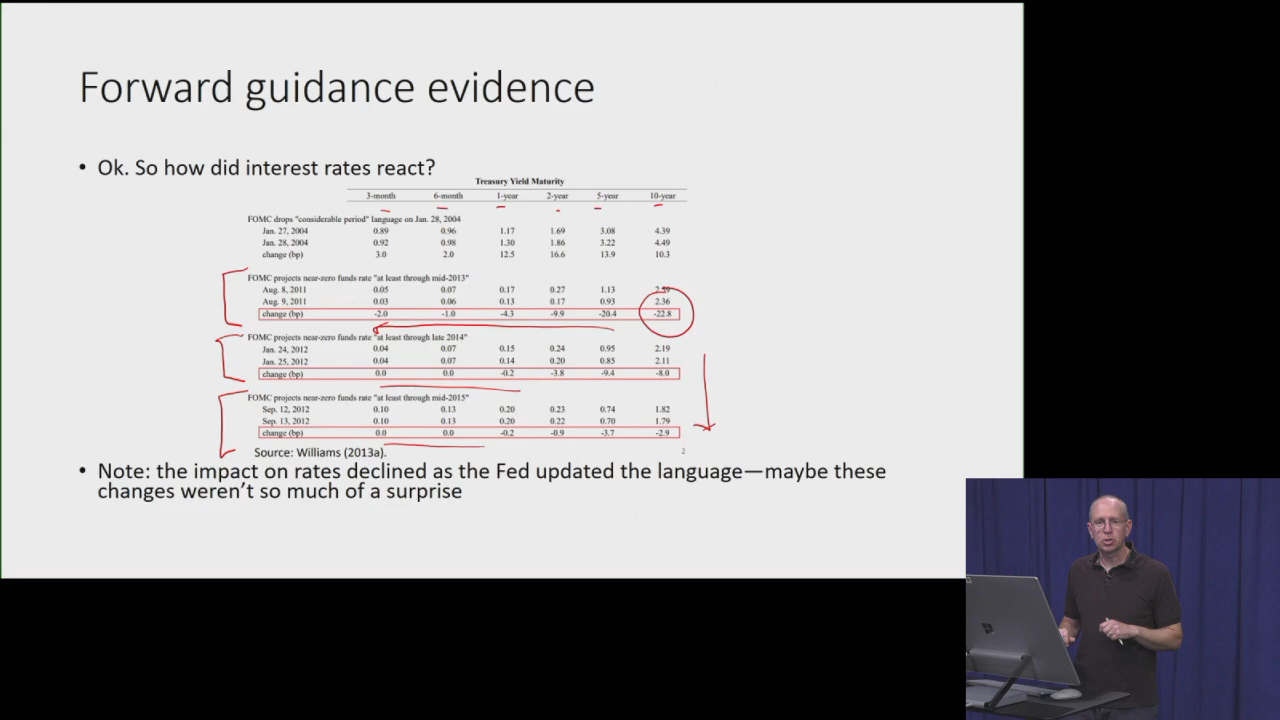 Forward guidance evidence
• Ok. So how did interest rates react?
Treasury Yield Maturity
3-month 6-month 1-year 2-year 5-year 10-year
FOMC drops "considerable period" language on Jan. 28, 2004
Jan. 27, 2004 0.89 0.96 1.17 1.69 3.08 4.39
Jan. 28, 2004 0.92 0.98 1.30 1.86 3.22 4.49
change (bp) 3.0 2.0 12.5 16.6 13.9 10.3
FOMC projects near-zero funds rate "at least through mid-2013"
Aug. 8, 2011 0.05 0.07 0.17 0.27 1.13
Aug. 9, 2011 0.03 0.06 0.13 0.17 0.93 2.36
change (bp) -2.0 -1.0 -4.3 -9.9 -20.4 -22.8
FOMC projects near-zero funds rate "at least through late 2014"
Jan. 24, 2012 0.04 0.07 0.15 0.24 0.95 2.19
Jan. 25, 2012 0.04 0.07 0.14 0.20 0.85 2.11
change (bp) 0.0 0.0 -0.2 -3.8 -9.4 -8.0
FOMC projects near-zero funds rate "at least through mid-2015"
Sep. 12, 2012 0.10 0.13 0.20 0.23 0.74 1.82
Sep. 13, 2012 0.10 0.13 0.20 0.22 0.70 1.79
change (bp) 0.0 0.0 -0.2 -0.9 -3.7 -2.9
Source: Williams (2013a).
2
• Note: the impact on rates declined as the Fed updated the language—maybe these
changes weren't so much of a surprise